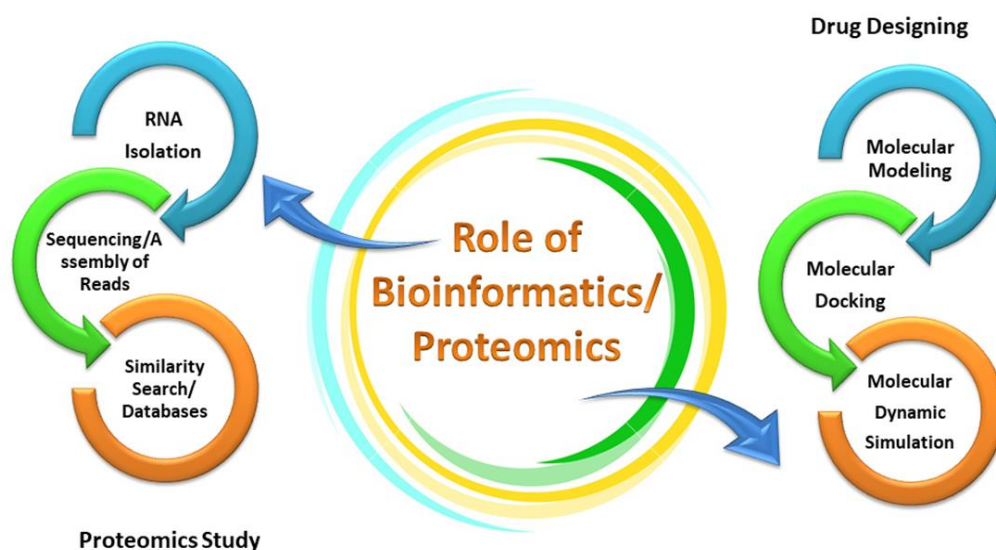 RNA
Isolation
Sequencing/A
ssembly of
Reads
Similarity
Search/
Databases
Proteomics Study
Role of
Bioinformatics/
Proteomics
Drug Designing
Molecular
Modeling
Molecular
Docking
Molecular
Dynamic
Simulation